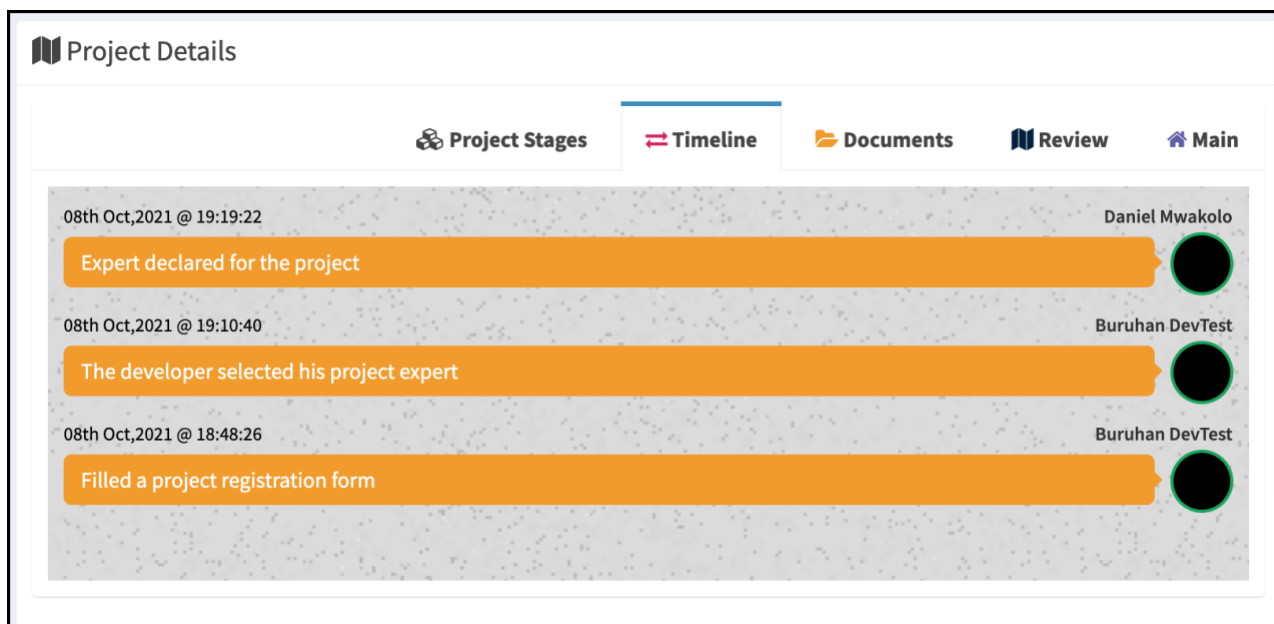 Project Details
Project Stages Timeline Documents Review Main
08th Oct,2021 @ 19:19:22 Daniel Mwakolo
Expert declared for the project
08th Oct,2021 @ 19:10:40 Buruhan DevTest
The developer selected his project expert
08th Oct,2021 @ 18:48:26 Buruhan DevTest
Filled a project registration form